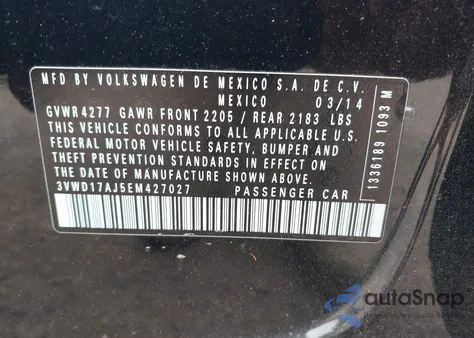 MFD BY VOLKSWAGEN DE MEXICO S.A. DE C.V.
MEXICO 03/14
GVWR4277 GAWR FRONT 2205 / REAR 2183 LBS
THIS VEHICLE CONFORMS TO ALL APPLICABLE U.S.
FEDERAL MOTOR VEHICLE SAFETY, BUMPER AND
THEFT PREVENTION STANDARDS IN EFFECT ON
THE DATE OF MANUFACTURE SHOWN ABOVE.
3VWD17AJ5EM427027 PASSENGER CAR
1336189 1093 M
autoSnap